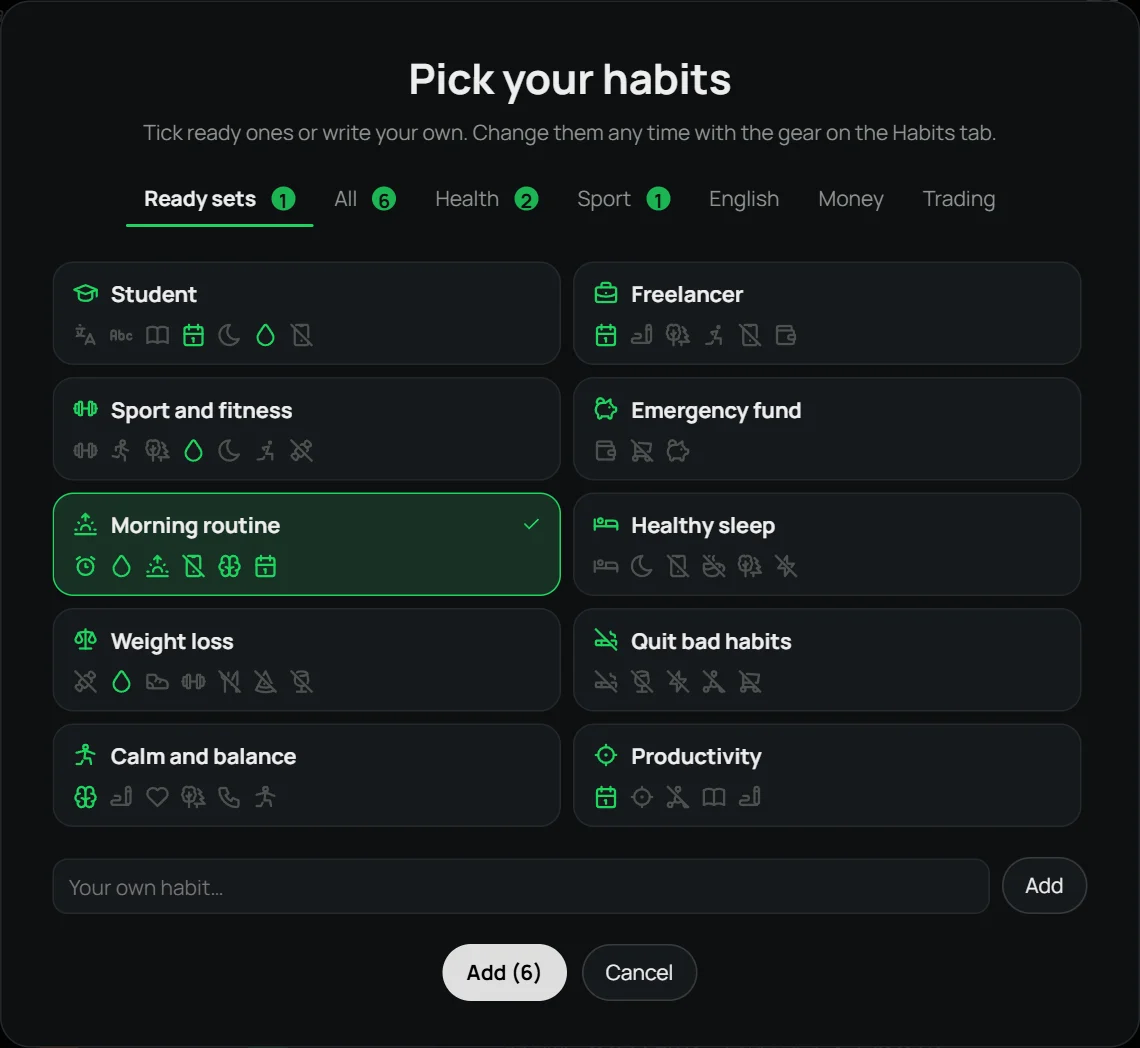 Pick your habits
Tick ready ones or write your own. Change them any time with the gear on the Habits tab.
Ready sets 1 All 6 Health 2 Sport 1 English Money Trading
Student Freelancer
Abc
Sport and fitness Emergency fund
Morning routine Healthy sleep
Weight loss Quit bad habits
Calm and balance Productivity
Your own habit... Add
Add (6) Cancel